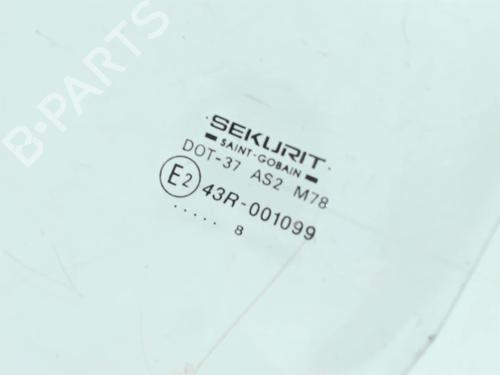 B-PARTS
SEKURIT
SAINT-GOBAIN
DOT-37 AS2 M78
E2 43R-001099
..... 8